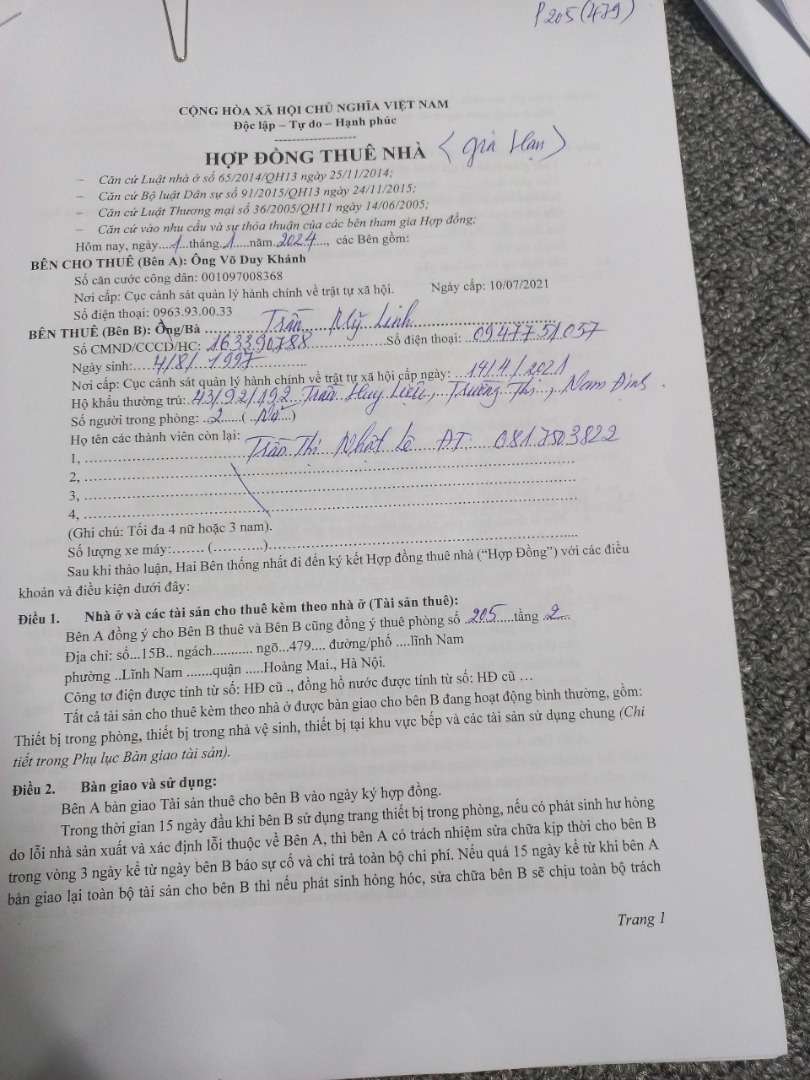 P205(479)
CỘNG HÒA XÃ HỘI CHỦ NGHĨA VIỆT NAM
Độc lập – Tự do – Hạnh phúc
HỢP ĐỒNG THUÊ NHÀ (gia Hạn)
– Căn cứ Luật nhà ở số 65/2014/QH13 ngày 25/11/2014;
– Căn cứ Bộ luật Dân sự số 91/2015/QH13 ngày 24/11/2015;
– Căn cứ Luật Thương mại số 36/2005/QH11 ngày 14/06/2005;
– Căn cứ vào nhu cầu và sự thỏa thuận của các bên tham gia Hợp đồng;
Hôm nay, ngày...1...tháng.1.....năm.2024...., các Bên gồm:
BÊN CHO THUÊ (Bên A): Ông Võ Duy Khánh
Số căn cước công dân: 001097008368
Nơi cấp: Cục cảnh sát quản lý hành chính về trật tự xã hội. Ngày cấp: 10/07/2021
Số điện thoại: 0963.93.00.33
BÊN THUÊ (Bên B): Ông/Bà ........Trần Mỹ Linh........
Số CMND/CCCD/HC: .163390788..............Số điện thoại: ..0947751057
Ngày sinh:....4/8/1997............
Nơi cấp: Cục cảnh sát quản lý hành chính về trật tự xã hội cấp ngày: ..14/4/2021
Hộ khẩu thường trú: 43/92/192 Trần Huy Liệu, Trường Thi, Nam Định.
Số người trong phòng: ..2.....( ..Nữ...)
Họ tên các thành viên còn lại:
1, ........Trần Thị Nhật Lệ ĐT: 0817503822
2, ........
3, ........
4, ........
(Ghi chú: Tối đa 4 nữ hoặc 3 nam).
Số lượng xe máy:....... (............)........
Sau khi thảo luận, Hai Bên thống nhất đi đến ký kết Hợp đồng thuê nhà (“Hợp Đồng”) với các điều
khoản và điều kiện dưới đây:
Điều 1. Nhà ở và các tài sản cho thuê kèm theo nhà ở (Tài sản thuê):
Bên A đồng ý cho Bên B thuê và Bên B cũng đồng ý thuê phòng số ..205.....tầng .2....
Địa chỉ: số...15B.. ngách........... ngõ...479.... đường/phố ....lĩnh Nam
phường ..Lĩnh Nam .......quận .....Hoàng Mai., Hà Nội.
Công tơ điện được tính từ số: HĐ cũ ., đồng hồ nước được tính từ số: HĐ cũ …
Tất cả tài sản cho thuê kèm theo nhà ở được bàn giao cho bên B đang hoạt động bình thường, gồm:
Thiết bị trong phòng, thiết bị trong nhà vệ sinh, thiết bị tại khu vực bếp và các tài sản sử dụng chung (Chi
tiết trong Phụ lục Bàn giao tài sản).
Điều 2. Bàn giao và sử dụng:
Bên A bàn giao Tài sản thuê cho bên B vào ngày ký hợp đồng.
Trong thời gian 15 ngày đầu khi bên B sử dụng trang thiết bị trong phòng, nếu có phát sinh hư hỏng
do lỗi nhà sản xuất và xác định lỗi thuộc về Bên A, thì bên A có trách nhiệm sửa chữa kịp thời cho bên B
trong vòng 3 ngày kể từ ngày bên B báo sự cố và chi trả toàn bộ chi phí. Nếu quá 15 ngày kể từ khi bên A
bàn giao lại toàn bộ tài sản cho bên B thì nếu phát sinh hỏng hóc, sửa chữa bên B sẽ chịu toàn bộ trách
Trang 1